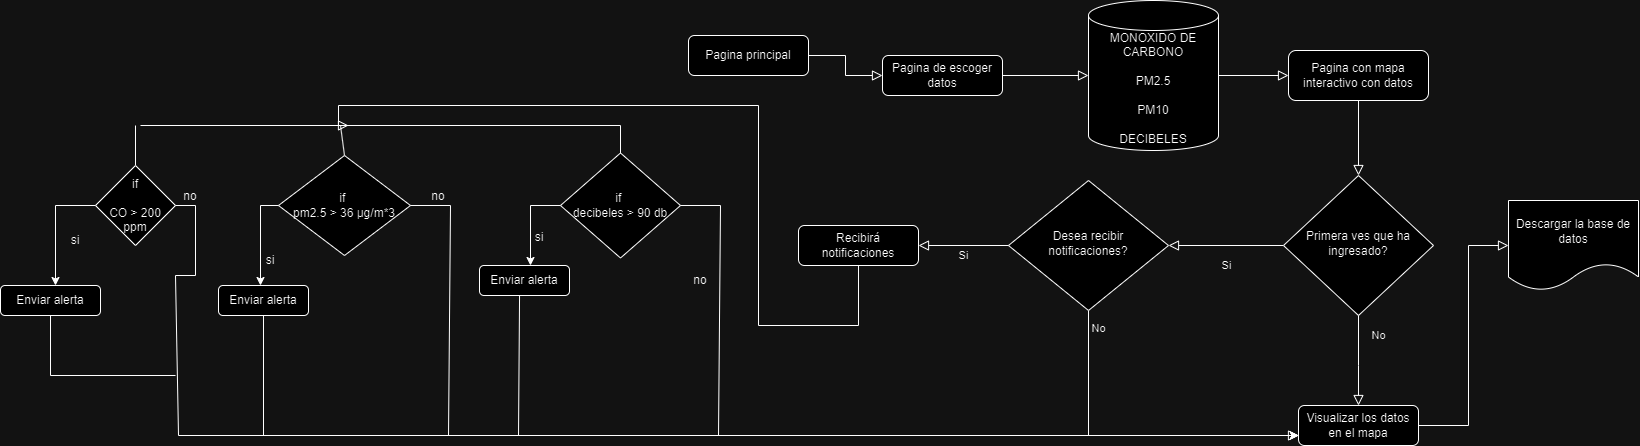 Pagina principal
Pagina de escoger
datos
MONOXIDO DE
CARBONO
PM2.5
PM10
DECIBELES
Pagina con mapa
interactivo con datos
Primera ves que ha
ingresado?
Si
No
Desea recibir
notificaciones?
Si
No
Recibirá
notificaciones
if
CO > 200
ppm
si
no
Enviar alerta
if
pm2.5 > 36 µg/m*3
si
no
Enviar alerta
if
decibeles > 90 db
si
no
Enviar alerta
Visualizar los datos
en el mapa
Descargar la base de
datos